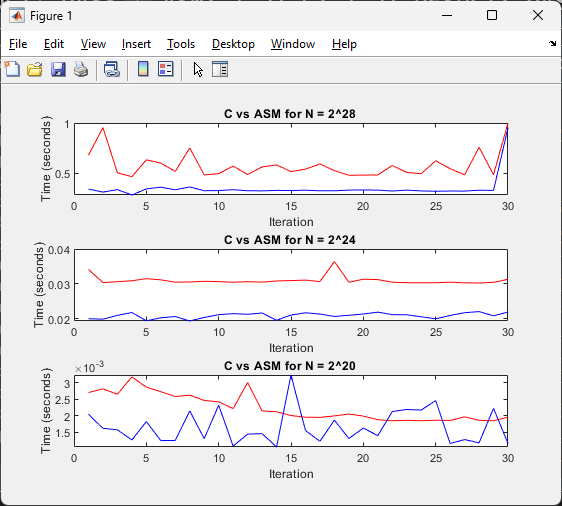 Figure 1
File Edit View Insert Tools Desktop Window Help
C vs ASM for N = 2^28
Time (seconds)
1
0.5
0 5 10 15 20 25 30
Iteration
C vs ASM for N = 2^24
Time (seconds)
0.04
0.03
0.02
0 5 10 15 20 25 30
Iteration
C vs ASM for N = 2^20
×10^-3
Time (seconds)
3
2.5
2
1.5
0 5 10 15 20 25 30
Iteration